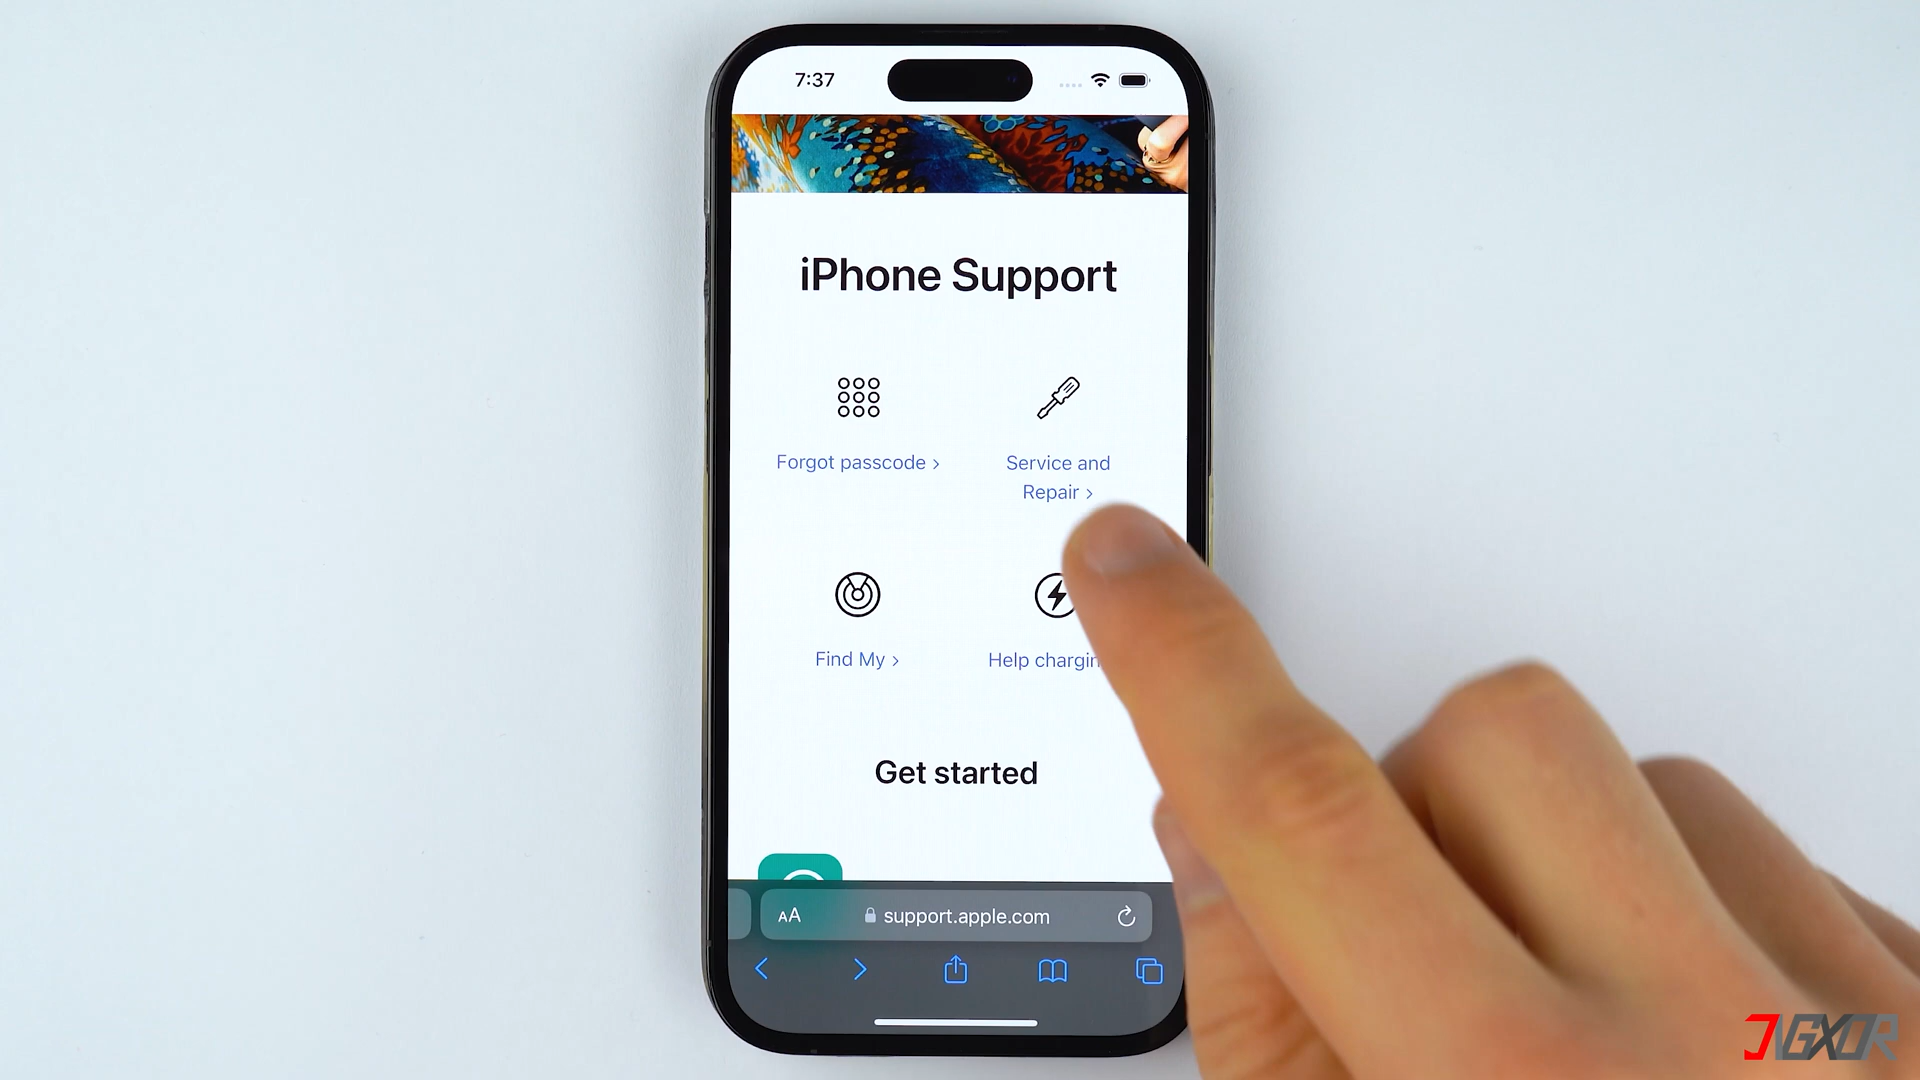 7:37
iPhone Support
Forgot passcode >
Service and
Repair >
Find My >
Help chargin
Get started
AA
support.apple.com
JIGXOR